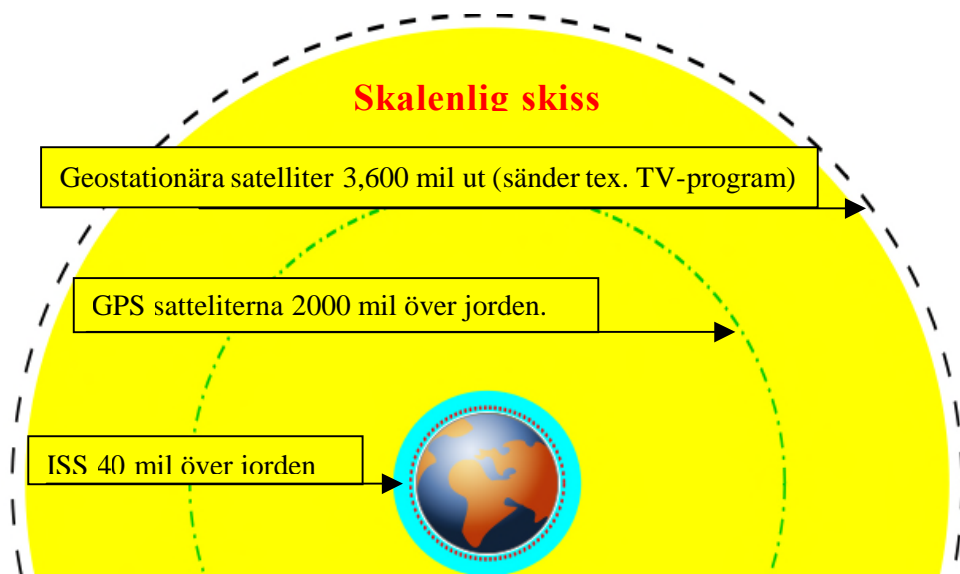 Skalenlig skiss
Geostationära satelliter 3,600 mil ut (sänder tex. TV-program)
GPS satteliterna 2000 mil över jorden.
ISS 40 mil över jorden